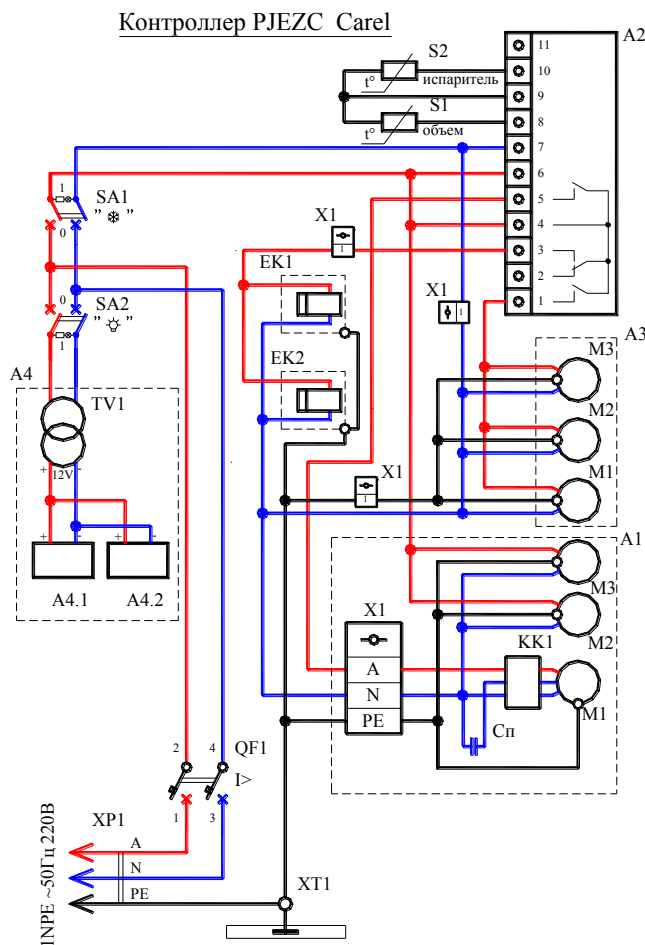 Контроллер PJEZC Carel
A2
11
S2
10
t°
испаритель
9
S1
8
t°
объем
7
6
1
SA1
5
" ❄ "
X1
4
0
1
3
EK1
2
X1
1
1
0
SA2
A3
" "
M3
1
EK2
A4
TV1
M2
+
12V
-
X1
M1
1
A1
+
-
+
-
M3
A4.1
A4.2
X1
M2
KK1
A
N
M1
PE
Сп
2
4
QF1
I>
XP1
1
3
A
N
PE
XT1
1NPE ~50Гц 220В